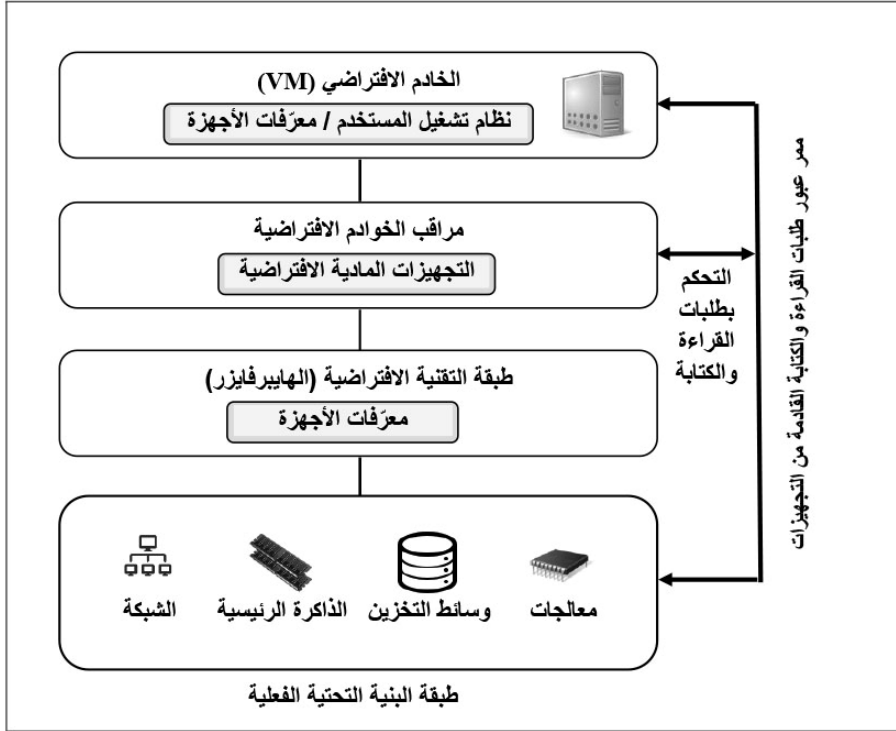 الخادم الافتراضي (VM)
نظام تشغيل المستخدم / معرّفات الأجهزة
مراقب الخوادم الافتراضية
التجهيزات المادية الافتراضية
التحكم
بطلبات
القراءة
والكتابة
ممر عبور طلبات القراءة والكتابة القادمة من التجهيزات
طبقة التقنية الافتراضية (الهايبرفايزر)
معرّفات الأجهزة
معالجات
وسائط التخزين
الذاكرة الرئيسية
الشبكة
طبقة البنية التحتية الفعلية